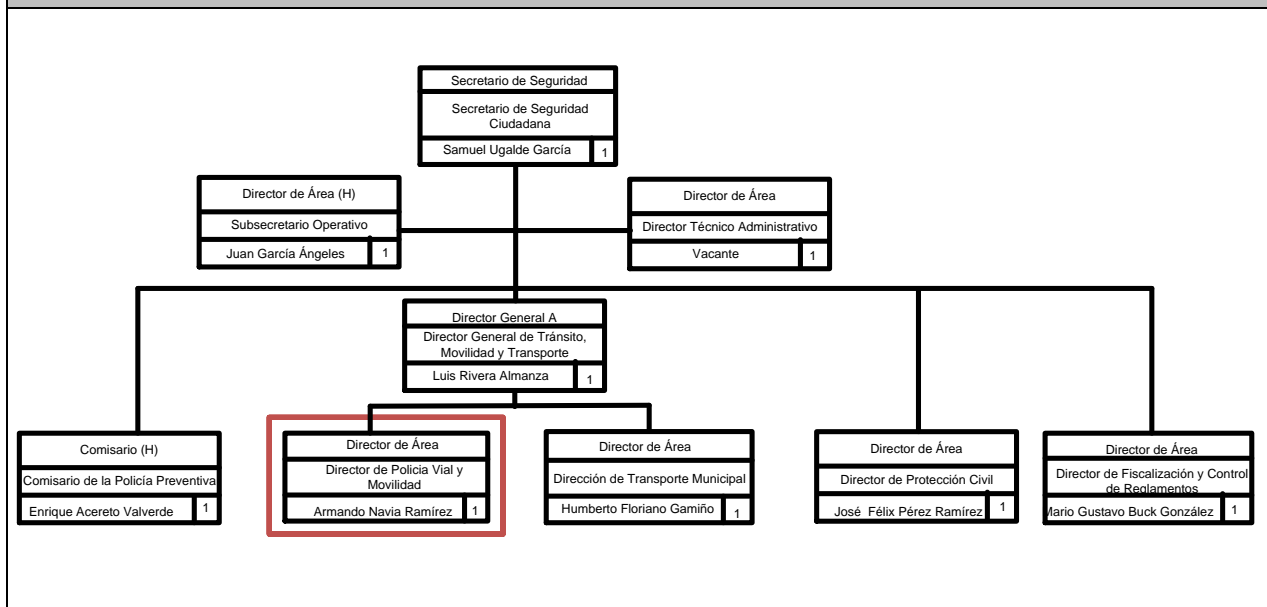 Secretario de Seguridad
Secretario de Seguridad
Ciudadana
Samuel Ugalde García
1
Director de Área (H)
Subsecretario Operativo
Juan García Ángeles
1
Director de Área
Director Técnico Administrativo
Vacante
1
Director General A
Director General de Tránsito,
Movilidad y Transporte
Luis Rivera Almanza
1
Comisario (H)
Comisario de la Policía Preventiva
Enrique Acereto Valverde
1
Director de Área
Director de Policia Vial y
Movilidad
Armando Navia Ramírez
1
Director de Área
Dirección de Transporte Municipal
Humberto Floriano Gamiño
1
Director de Área
Director de Protección Civil
José Félix Pérez Ramírez
1
Director de Área
Director de Fiscalización y Control
de Reglamentos
Mario Gustavo Buck González
1